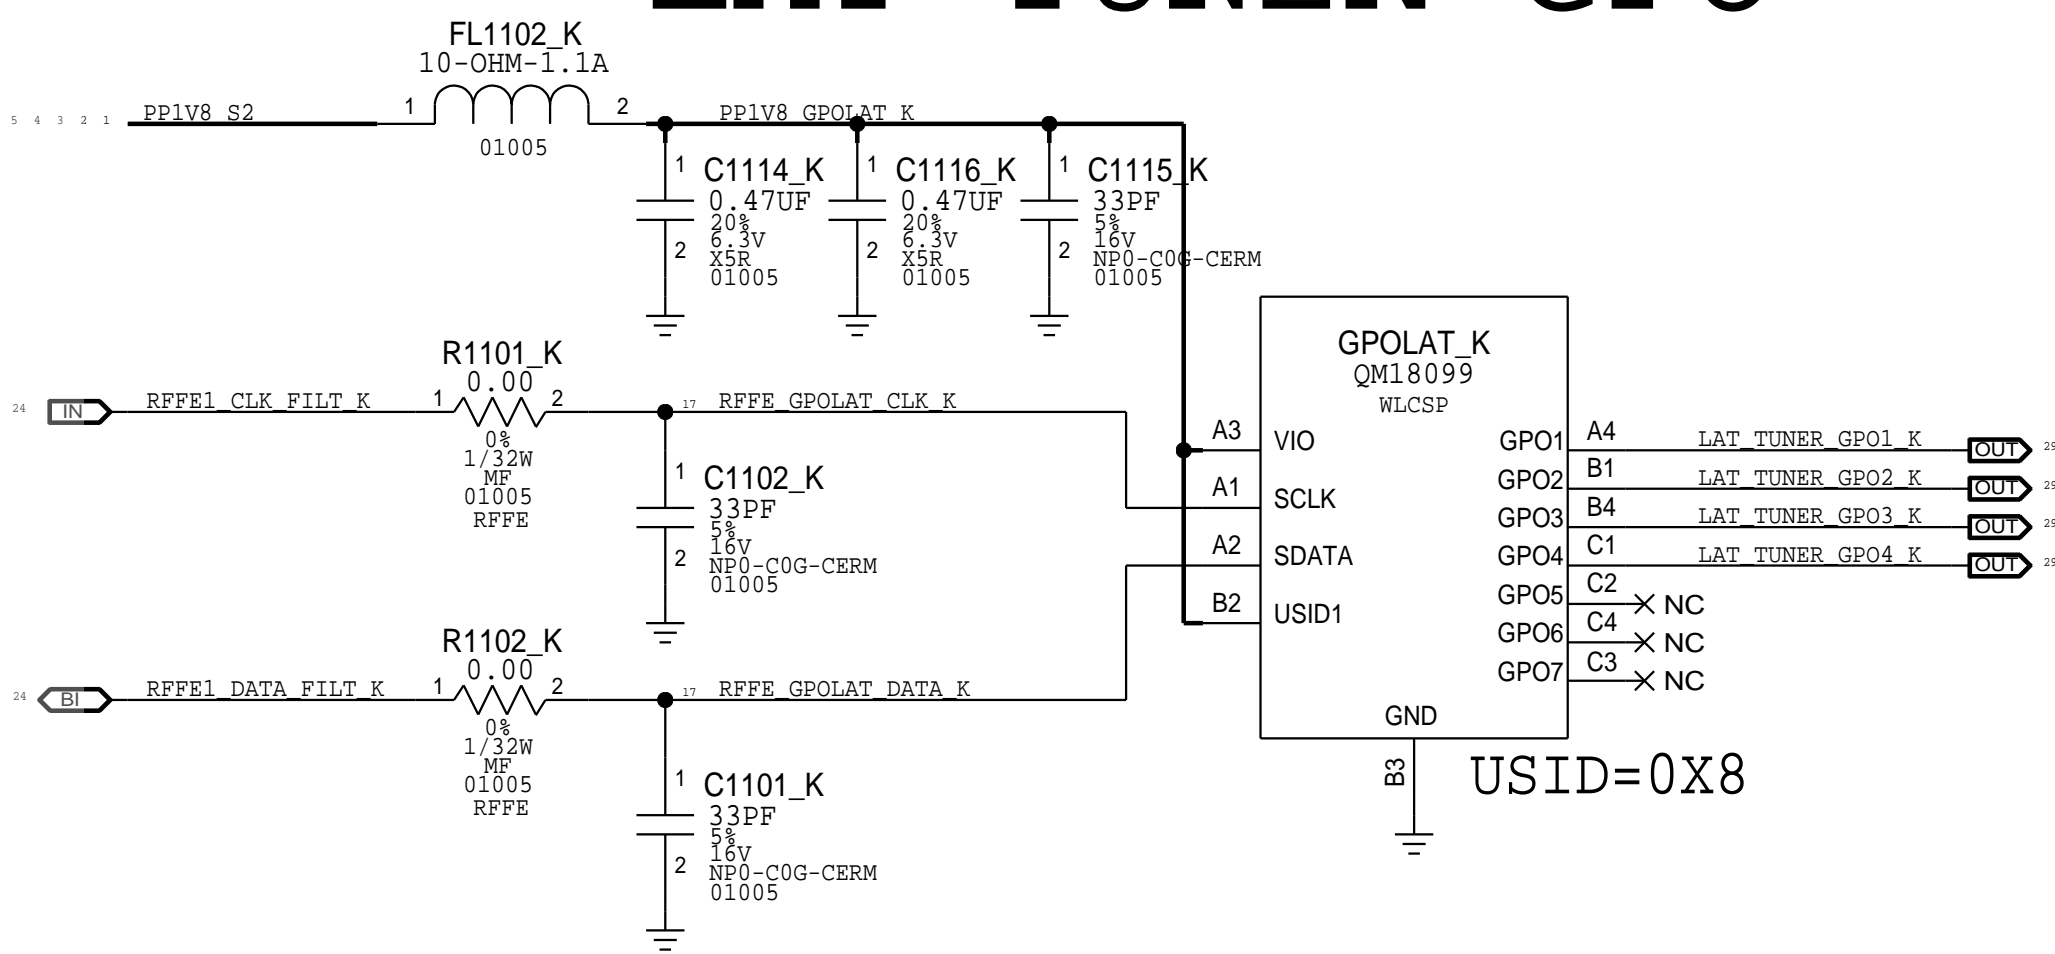 FL1102_K
10-OHM-1.1A
5 4 3 2 1
PP1V8_S2
1
2
01005
PP1V8_GPOLAT_K
1
C1114_K
0.47UF
20%
6.3V
X5R
01005
2
1
C1116_K
0.47UF
20%
6.3V
X5R
01005
2
1
C1115_K
33PF
5%
16V
NP0-C0G-CERM
01005
2
R1101_K
0.00
24
IN
RFFE1_CLK_FILT_K
1
2
0%
1/32W
MF
01005
RFFE
17
RFFE_GPOLAT_CLK_K
1
C1102_K
33PF
5%
16V
NP0-C0G-CERM
01005
2
R1102_K
0.00
24
BI
RFFE1_DATA_FILT_K
1
2
0%
1/32W
MF
01005
RFFE
17
RFFE_GPOLAT_DATA_K
1
C1101_K
33PF
5%
16V
NP0-C0G-CERM
01005
2
GPOLAT_K
QM18099
WLCSP
A3 VIO
A1 SCLK
A2 SDATA
B2 USID1
GPO1 A4 LAT_TUNER_GPO1_K OUT 29
GPO2 B1 LAT_TUNER_GPO2_K OUT 29
GPO3 B4 LAT_TUNER_GPO3_K OUT 29
GPO4 C1 LAT_TUNER_GPO4_K OUT 29
GPO5 C2 NC
GPO6 C4 NC
GPO7 C3 NC
GND
B3
USID=0X8